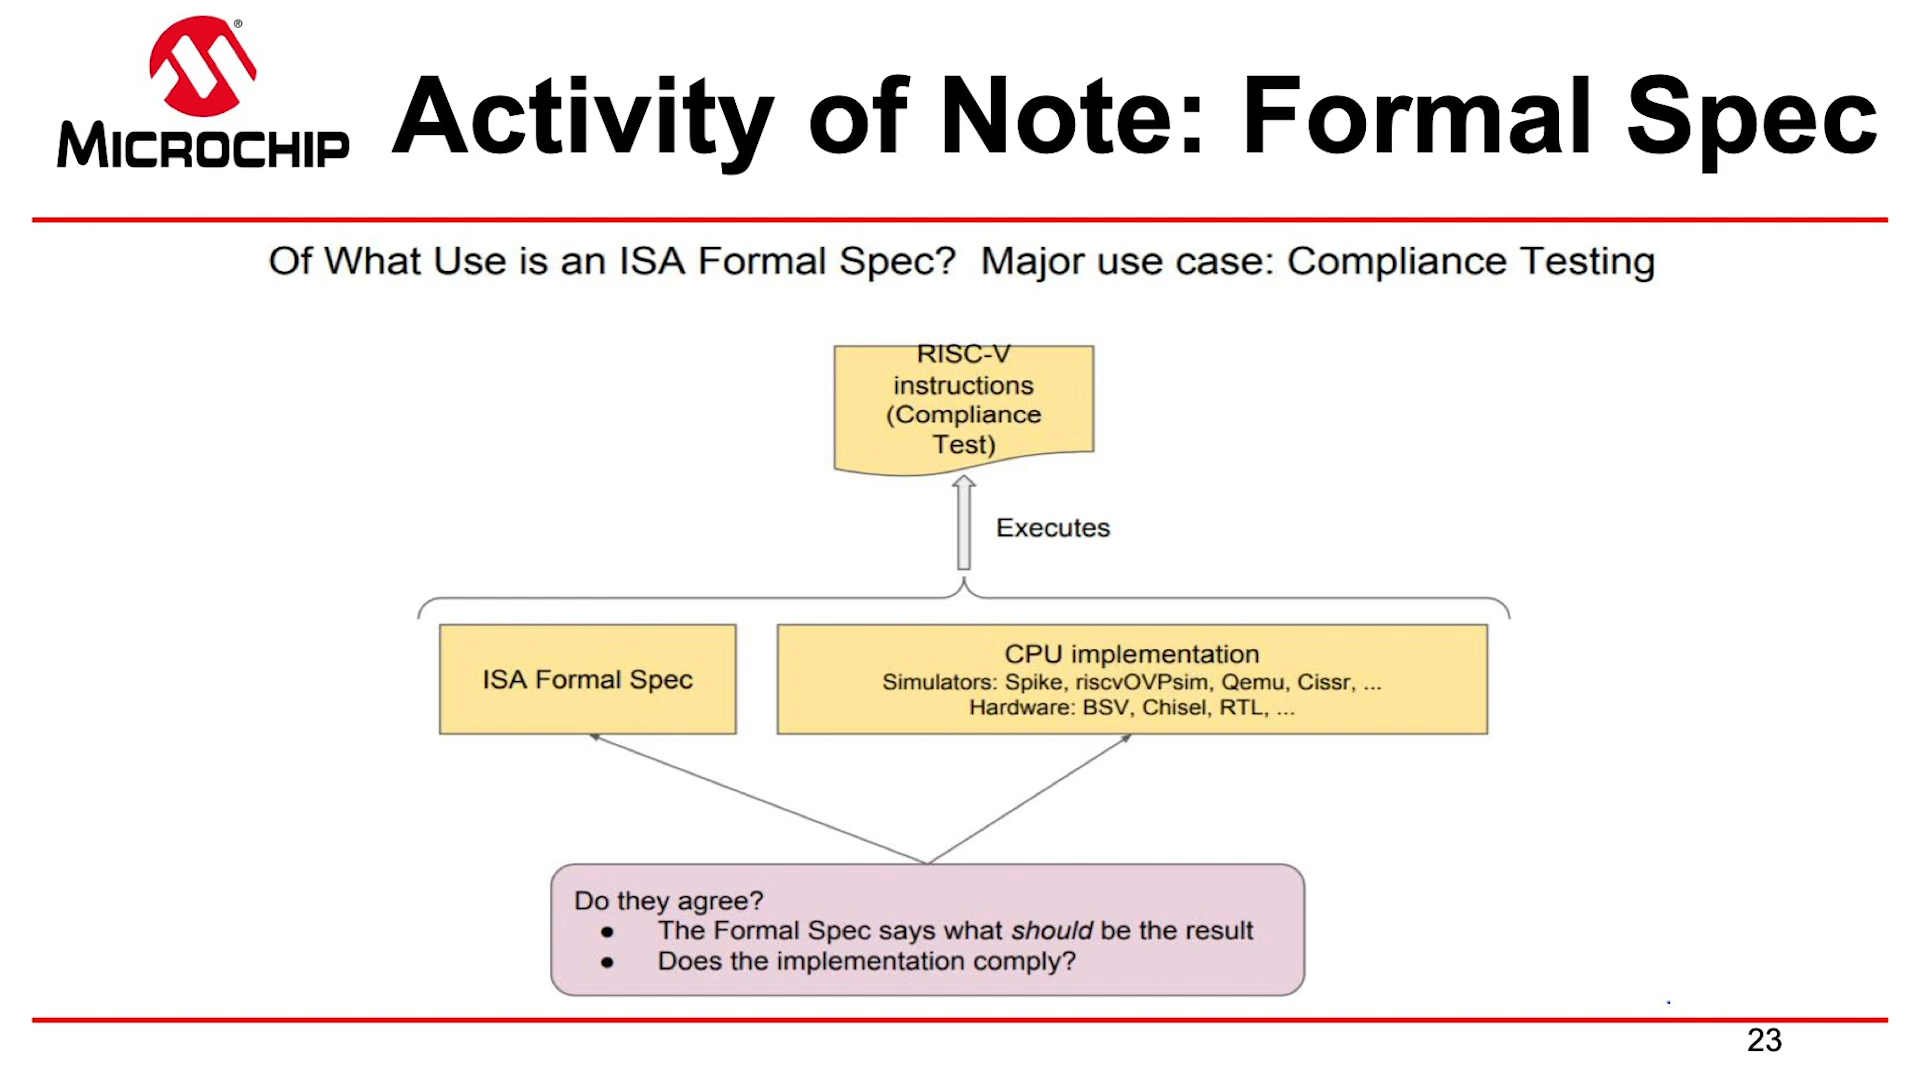 MICROCHIP
Activity of Note: Formal Spec
Of What Use is an ISA Formal Spec?  Major use case: Compliance Testing
RISC-V
instructions
(Compliance
Test)
Executes
ISA Formal Spec
CPU implementation
Simulators: Spike, riscvOVPsim, Qemu, Cissr, ...
Hardware: BSV, Chisel, RTL, ...
Do they agree?
● The Formal Spec says what should be the result
● Does the implementation comply?
23